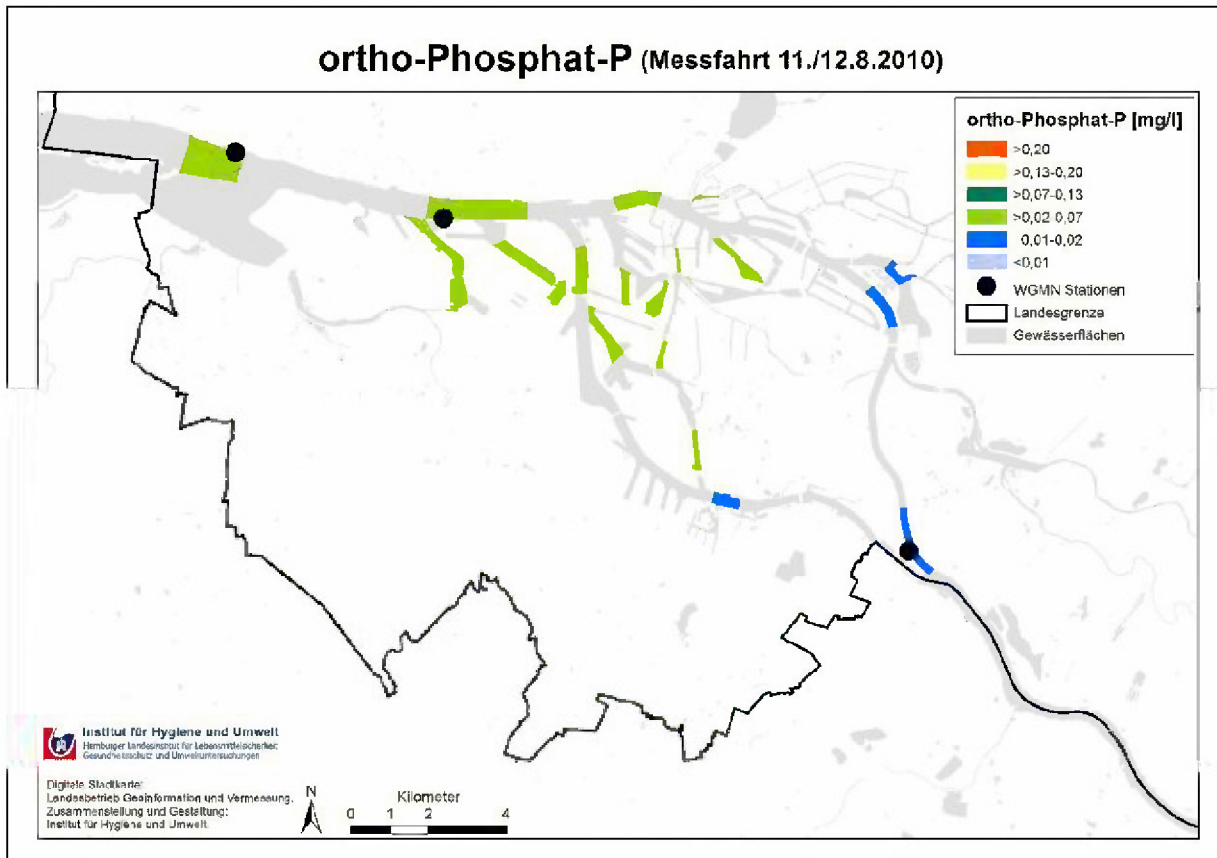 ortho-Phosphat-P (Messfahrt 11./12.8.2010)
ortho-Phosphat-P [mg/l]
>0,20
>0,13-0,20
>0,07-0,13
>0,02-0,07
0,01-0,02
<0,01
WGMN Stationen
Landesgrenze
Gewässerflächen
Institut für Hygiene und Umwelt
Hamburger Landesinstitut für Lebensmittelsicherheit,
Gesundheitsschutz und Umweltuntersuchungen
Digitale Stadtkarte:
Landesbetrieb Geoinformation und Vermessung.
Zusammenstellung und Gestaltung:
Institut für Hygiene und Umwelt
N
Kilometer
0 1 2 4